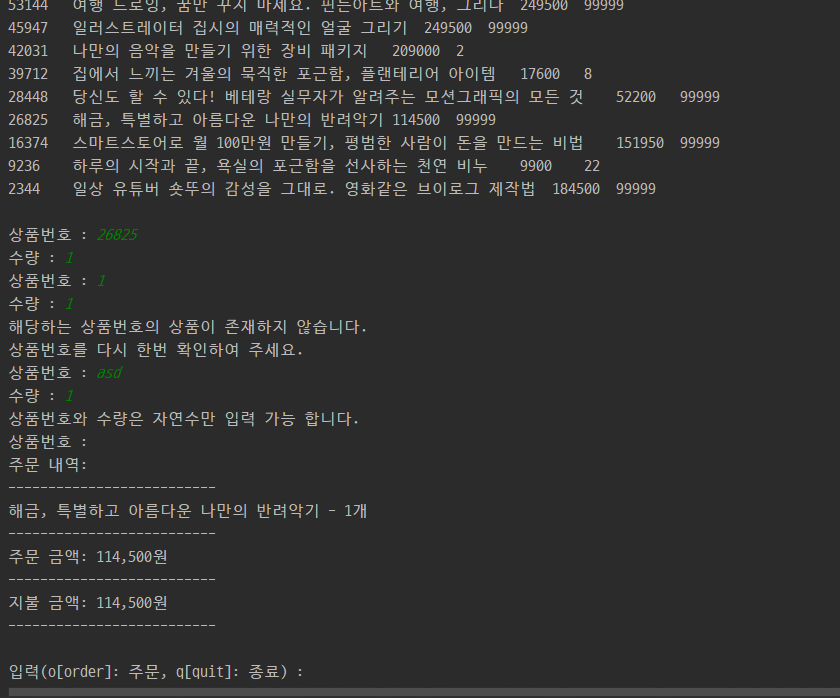 53144 여행 드로잉, 꿈만 꾸지 마세요. 핀든아트와 여행, 그리다 249500 99999
45947 일러스트레이터 집시의 매력적인 얼굴 그리기 249500 99999
42031 나만의 음악을 만들기 위한 장비 패키지 209000 2
39712 집에서 느끼는 겨울의 묵직한 포근함, 플랜테리어 아이템 17600 8
28448 당신도 할 수 있다! 베테랑 실무자가 알려주는 모션그래픽의 모든 것 52200 99999
26825 해금, 특별하고 아름다운 나만의 반려악기 114500 99999
16374 스마트스토어로 월 100만원 만들기, 평범한 사람이 돈을 만드는 비법 151950 99999
9236 하루의 시작과 끝, 욕실의 포근함을 선사하는 천연 비누 9900 22
2344 일상 유튜버 숏뚜의 감성을 그대로. 영화같은 브이로그 제작법 184500 99999
상품번호 : 26825
수량 : 1
상품번호 : 1
수량 : 1
해당하는 상품번호의 상품이 존재하지 않습니다.
상품번호를 다시 한번 확인하여 주세요.
상품번호 : asd
수량 : 1
상품번호와 수량은 자연수만 입력 가능 합니다.
상품번호 :
주문 내역:
--------------------------
해금, 특별하고 아름다운 나만의 반려악기 - 1개
--------------------------
주문 금액: 114,500원
--------------------------
지불 금액: 114,500원
--------------------------
입력(o[order]: 주문, q[quit]: 종료) :